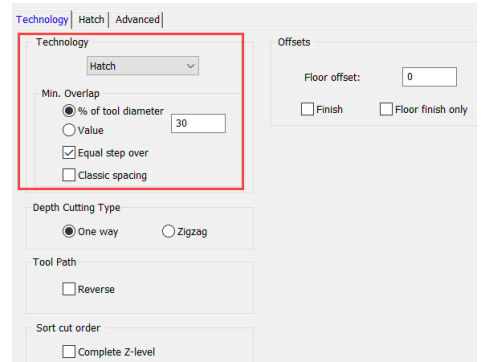 Technology Hatch Advanced
Technology
Hatch
Min. Overlap
% of tool diameter
Value
30
Equal step over
Classic spacing
Depth Cutting Type
One way Zigzag
Tool Path
Reverse
Sort cut order
Complete Z-level
Offsets
Floor offset: 0
Finish Floor finish only